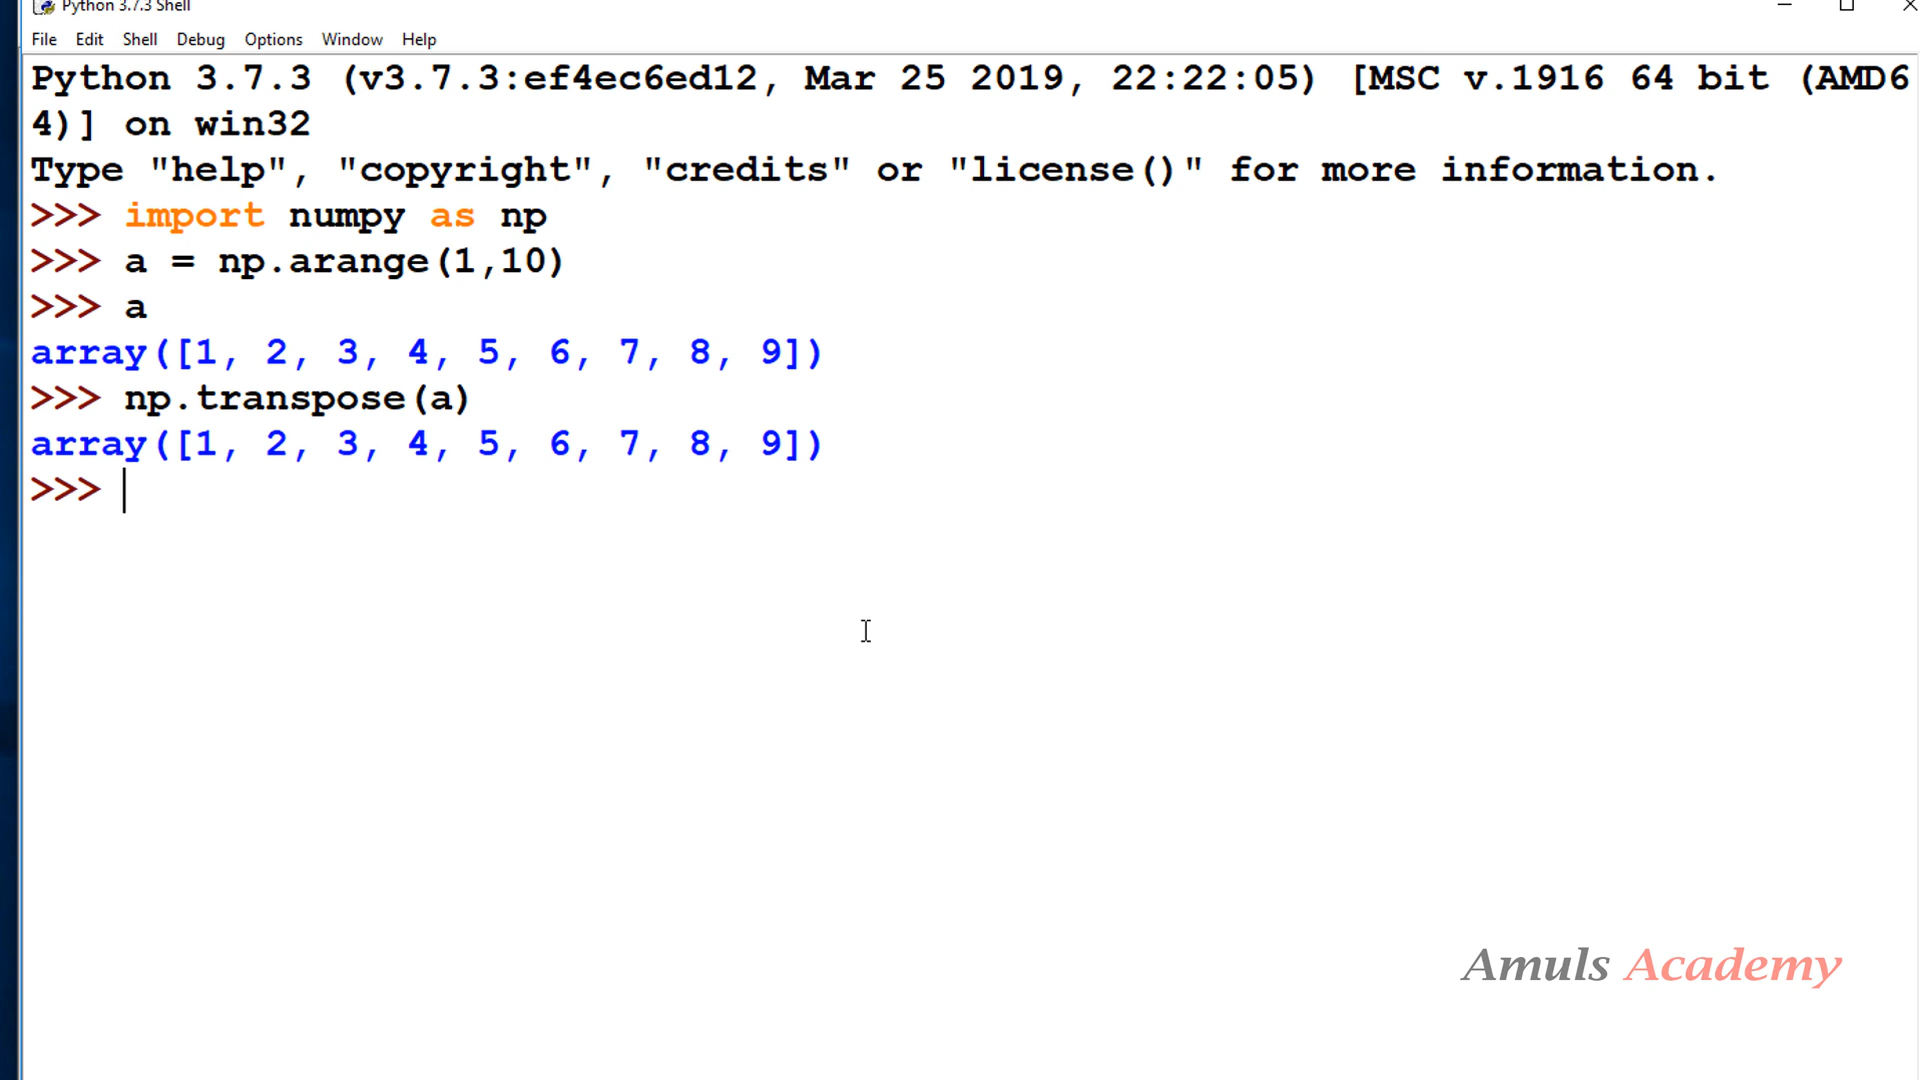 Python 3.7.3 Shell
File Edit Shell Debug Options Window Help
Python 3.7.3 (v3.7.3:ef4ec6ed12, Mar 25 2019, 22:22:05) [MSC v.1916 64 bit (AMD6
4)] on win32
Type "help", "copyright", "credits" or "license()" for more information.
>>> import numpy as np
>>> a = np.arange(1,10)
>>> a
array([1, 2, 3, 4, 5, 6, 7, 8, 9])
>>> np.transpose(a)
array([1, 2, 3, 4, 5, 6, 7, 8, 9])
>>>
Amuls Academy